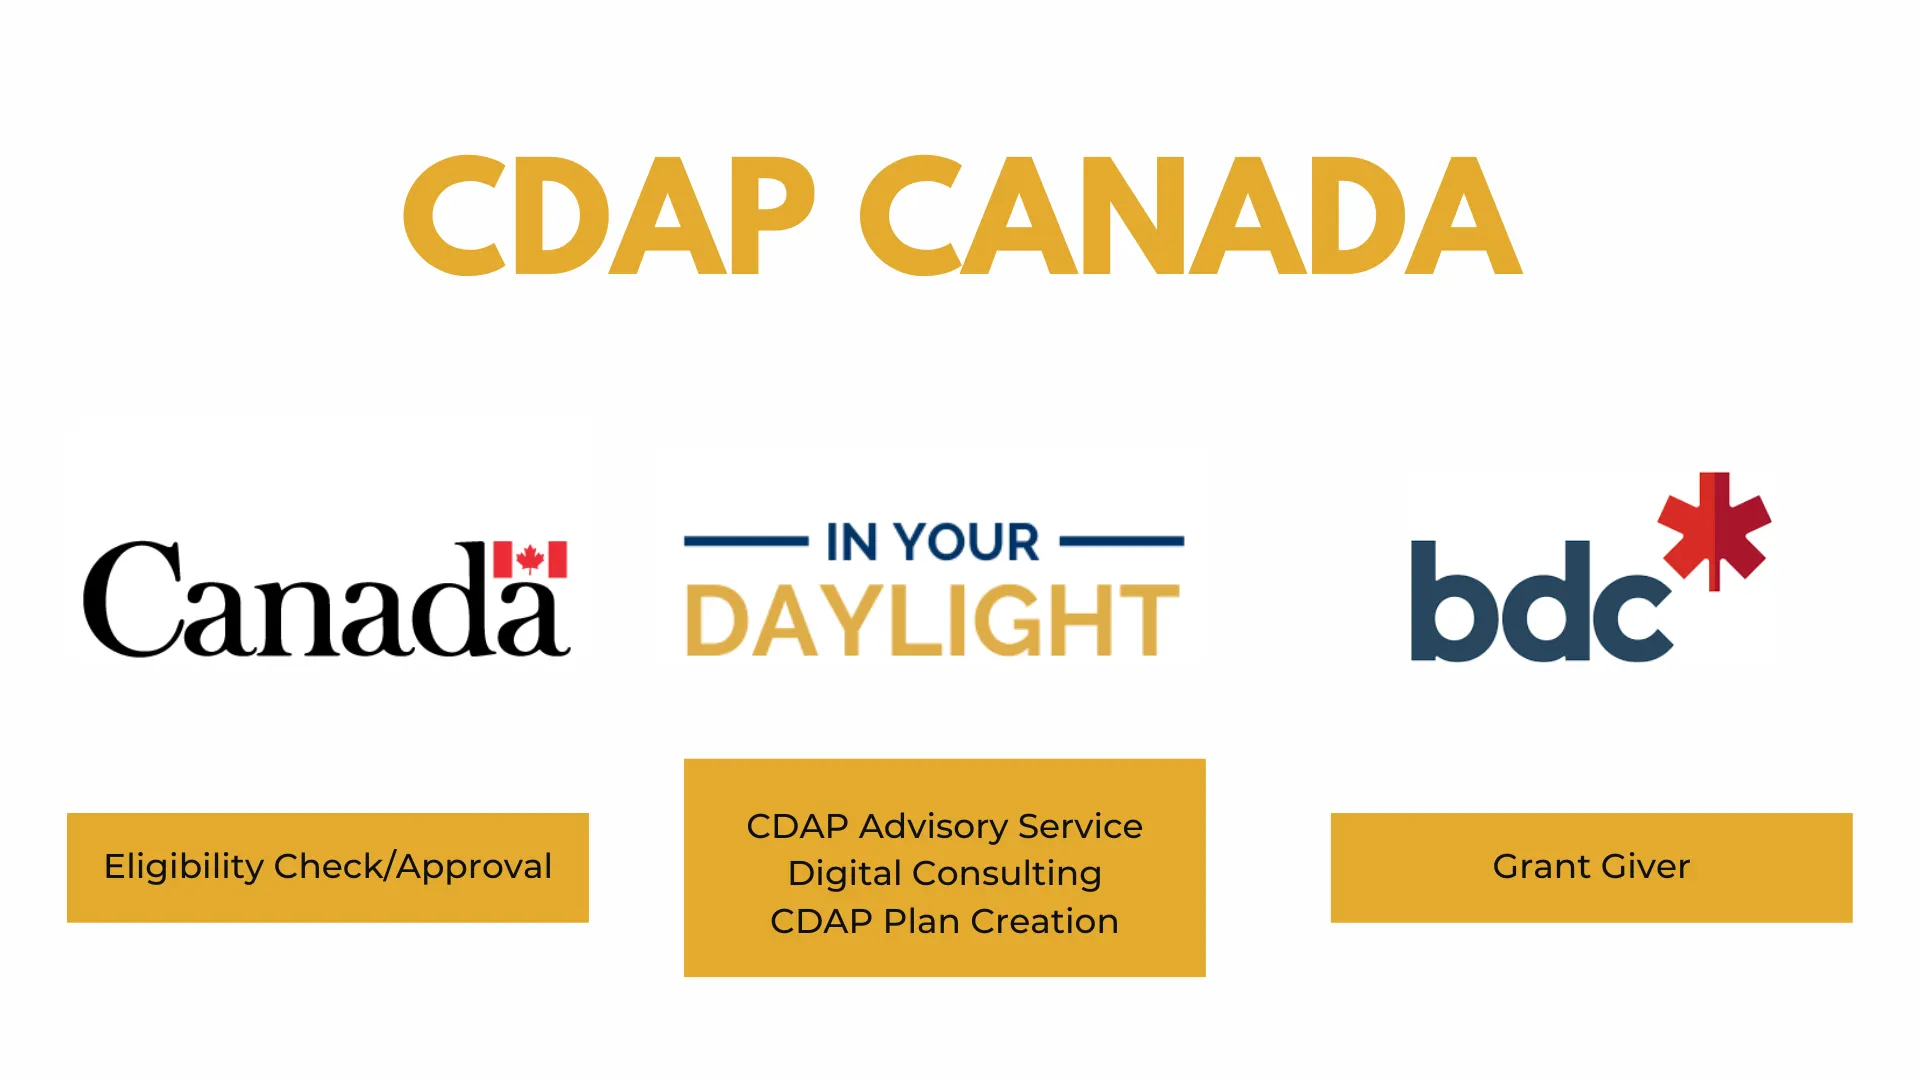 CDAP CANADA
Canada
IN YOUR
DAYLIGHT
bdc
Eligibility Check/Approval
CDAP Advisory Service
Digital Consulting
CDAP Plan Creation
Grant Giver